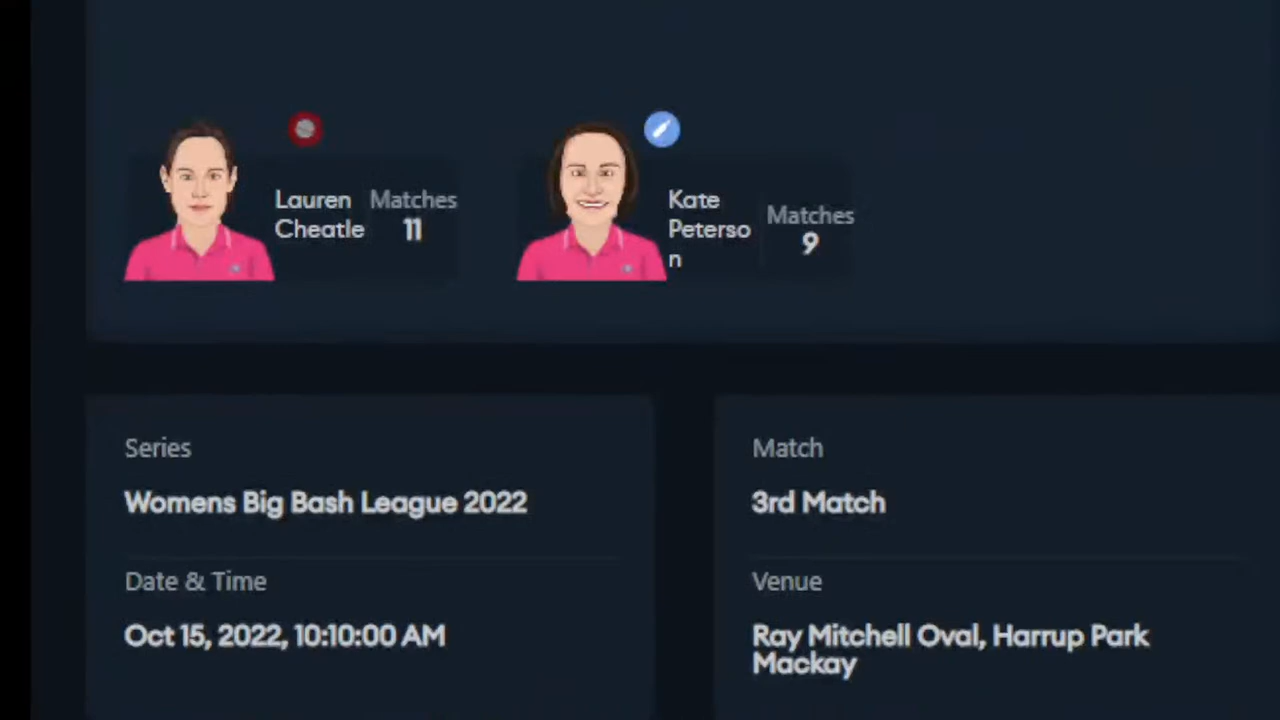 Lauren
Cheatle
Matches
11
Kate
Peterso
n
Matches
9
Series
Womens Big Bash League 2022
Date & Time
Oct 15, 2022, 10:10:00 AM
Match
3rd Match
Venue
Ray Mitchell Oval, Harrup Park
Mackay